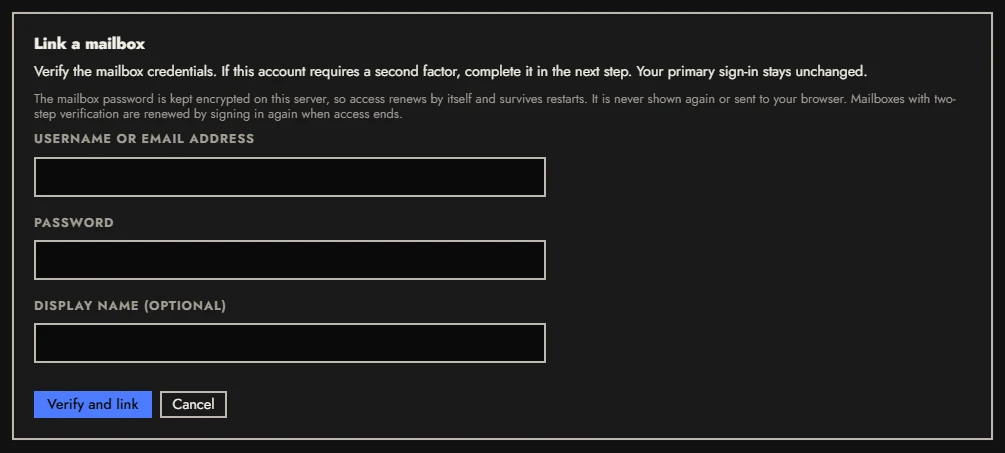 Link a mailbox
Verify the mailbox credentials. If this account requires a second factor, complete it in the next step. Your primary sign-in stays unchanged.
The mailbox password is kept encrypted on this server, so access renews by itself and survives restarts. It is never shown again or sent to your browser. Mailboxes with two-
step verification are renewed by signing in again when access ends.
USERNAME OR EMAIL ADDRESS
PASSWORD
DISPLAY NAME (OPTIONAL)
Verify and link
Cancel